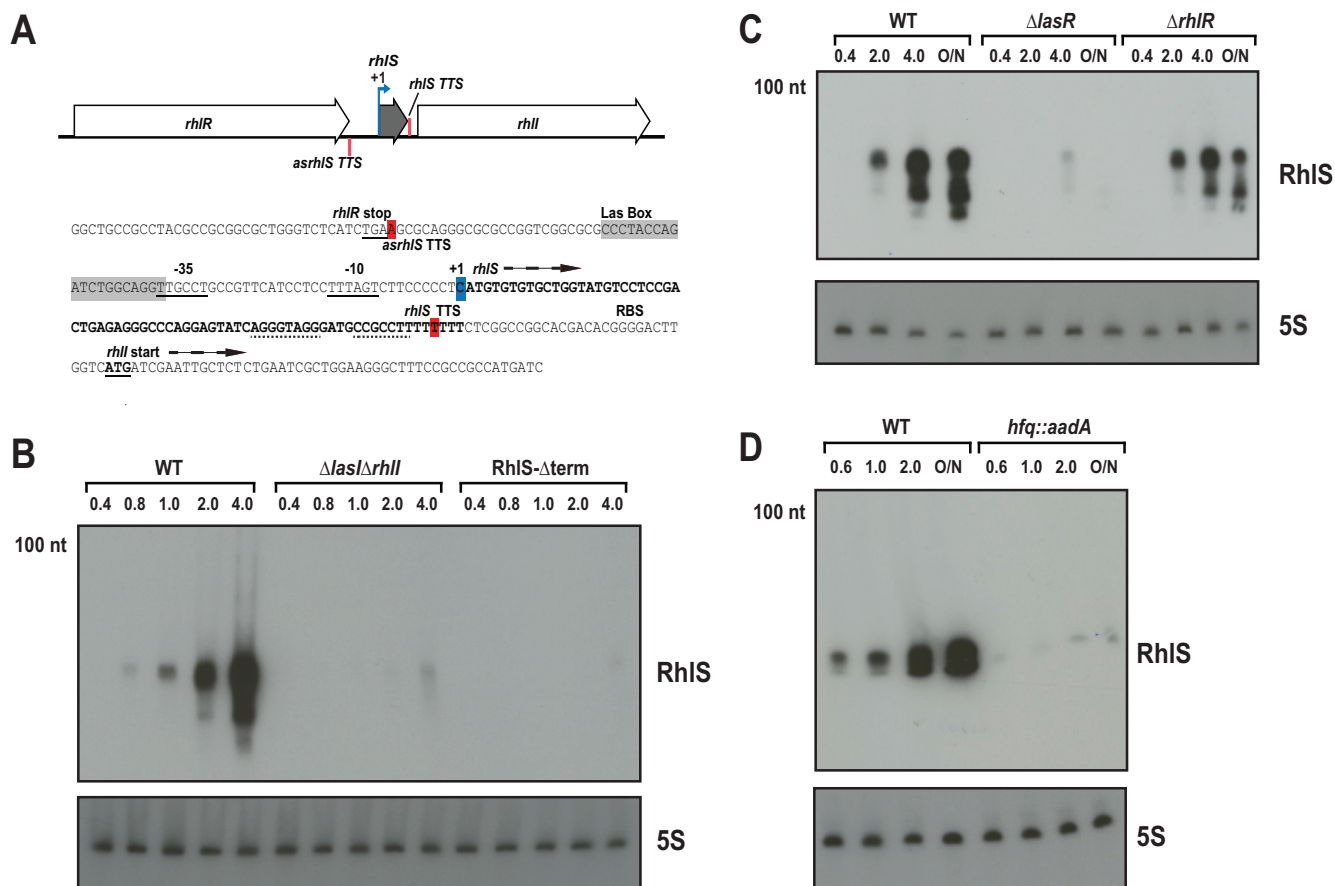 A
rhlS
+1
rhlS TTS
rhlR
rhlI
asrhlS TTS
rhlR stop
Las Box
GGCTGCCGCCTACGCCGCGGCGCTGGGTCTCATCTGAAGCGCAGGGCGCGCCGGTCGGCGCGCCCTACCAG
asrhlS TTS
-35
-10
+1
rhlS
ATCTGGCAGGTTGCCTGCCGTTCATCCTCCTTTAGTCTTCCCCCTCATGTGTGTGCTGGTATGTCCTCCGA
rhlS TTS
RBS
CTGAGAGGGCCCAGGAGTATCAGGGTAGGGATGCCGCCTTTTTTTTCTCGGCCGGCACGACACGGGGACTT
rhlI start
GGTCATGATCGAATTGCTCTCTGAATCGCTGGAAGGGCTTTCCGCCGCCATGATC
B
WT
ΔlasIΔrhlI
RhlS-Δterm
0.4 0.8 1.0 2.0 4.0 0.4 0.8 1.0 2.0 4.0 0.4 0.8 1.0 2.0 4.0
100 nt
RhlS
5S
C
WT
ΔlasR
ΔrhlR
0.4 2.0 4.0 O/N 0.4 2.0 4.0 O/N 0.4 2.0 4.0 O/N
100 nt
RhlS
5S
D
WT
hfq::aadA
0.6 1.0 2.0 O/N 0.6 1.0 2.0 O/N
100 nt
RhlS
5S